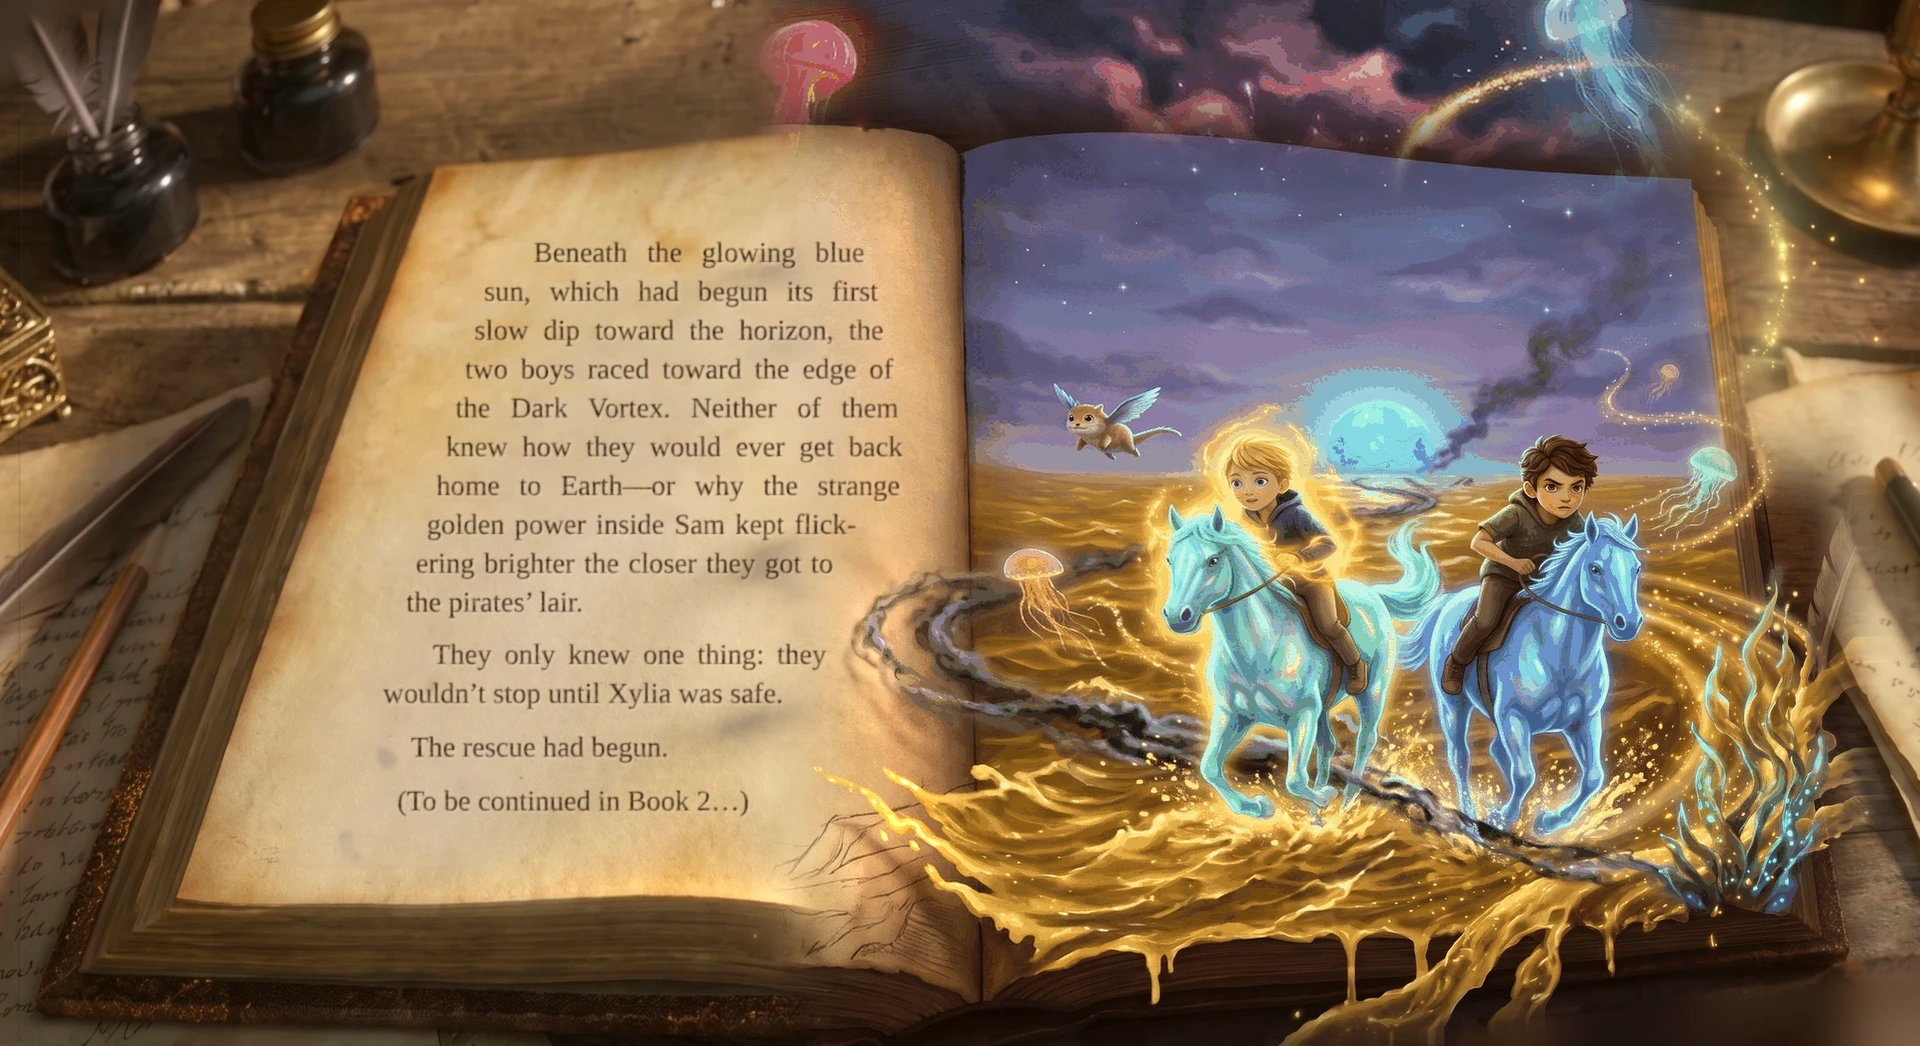 Beneath the glowing blue
sun, which had begun its first
slow dip toward the horizon, the
two boys raced toward the edge of
the Dark Vortex. Neither of them
knew how they would ever get back
home to Earth—or why the strange
golden power inside Sam kept flick-
ering brighter the closer they got to
the pirates’ lair.
They only knew one thing: they
wouldn’t stop until Xylia was safe.
The rescue had begun.
(To be continued in Book 2…)